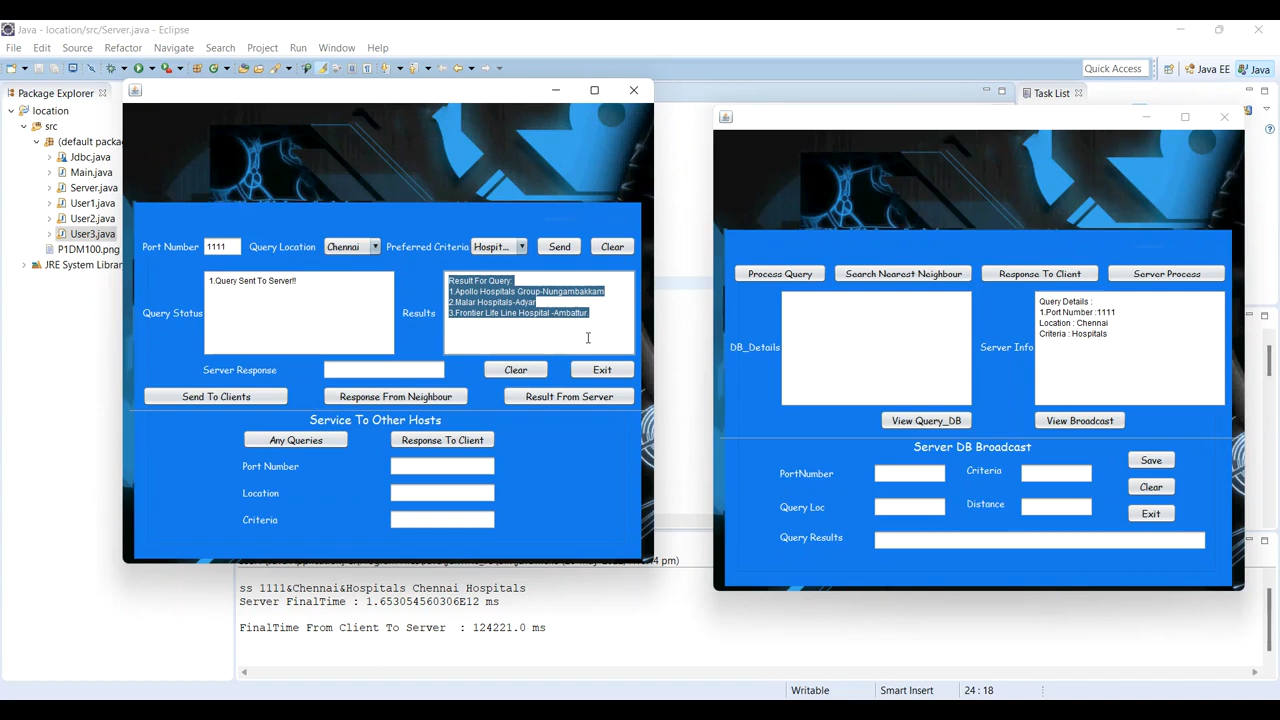 Java - location/src/Server.java - Eclipse
File Edit Source Refactor Navigate Search Project Run Window Help
Quick Access
Java EE
Java
Package Explorer
Task List
location
src
(default packa
Jdbc.java
Main.java
Server.java
User1.java
User2.java
User3.java
P1DM100.png
JRE System Librar
Port Number 1111 Query Location Chennai Preferred Criteria Hospit... Send Clear
Query Status
1.Query Sent To Server!!
Results
Result For Query:
1.Apollo Hospitals Group-Nungambakkam
2.Malar Hospitals-Adyar
3.Frontier Life Line Hospital -Ambattur.
Server Response Clear Exit
Send To Clients Response From Neighbour Result From Server
Service To Other Hosts
Any Queries Response To Client
Port Number
Location
Criteria
Process Query Search Nearest Neighbour Response To Client Server Process
DB_Details
Server Info
Query Details :
1.Port Number :1111
Location : Chennai
Criteria : Hospitals
View Query_DB View Broadcast
Server DB Broadcast
PortNumber Criteria Save
Query Loc Distance Clear
Exit
Query Results
4 pm)
ss 1111&Chennai&Hospitals Chennai Hospitals
Server FinalTime : 1.653054560306E12 ms
FinalTime From Client To Server : 124221.0 ms
Writable Smart Insert 24 : 18